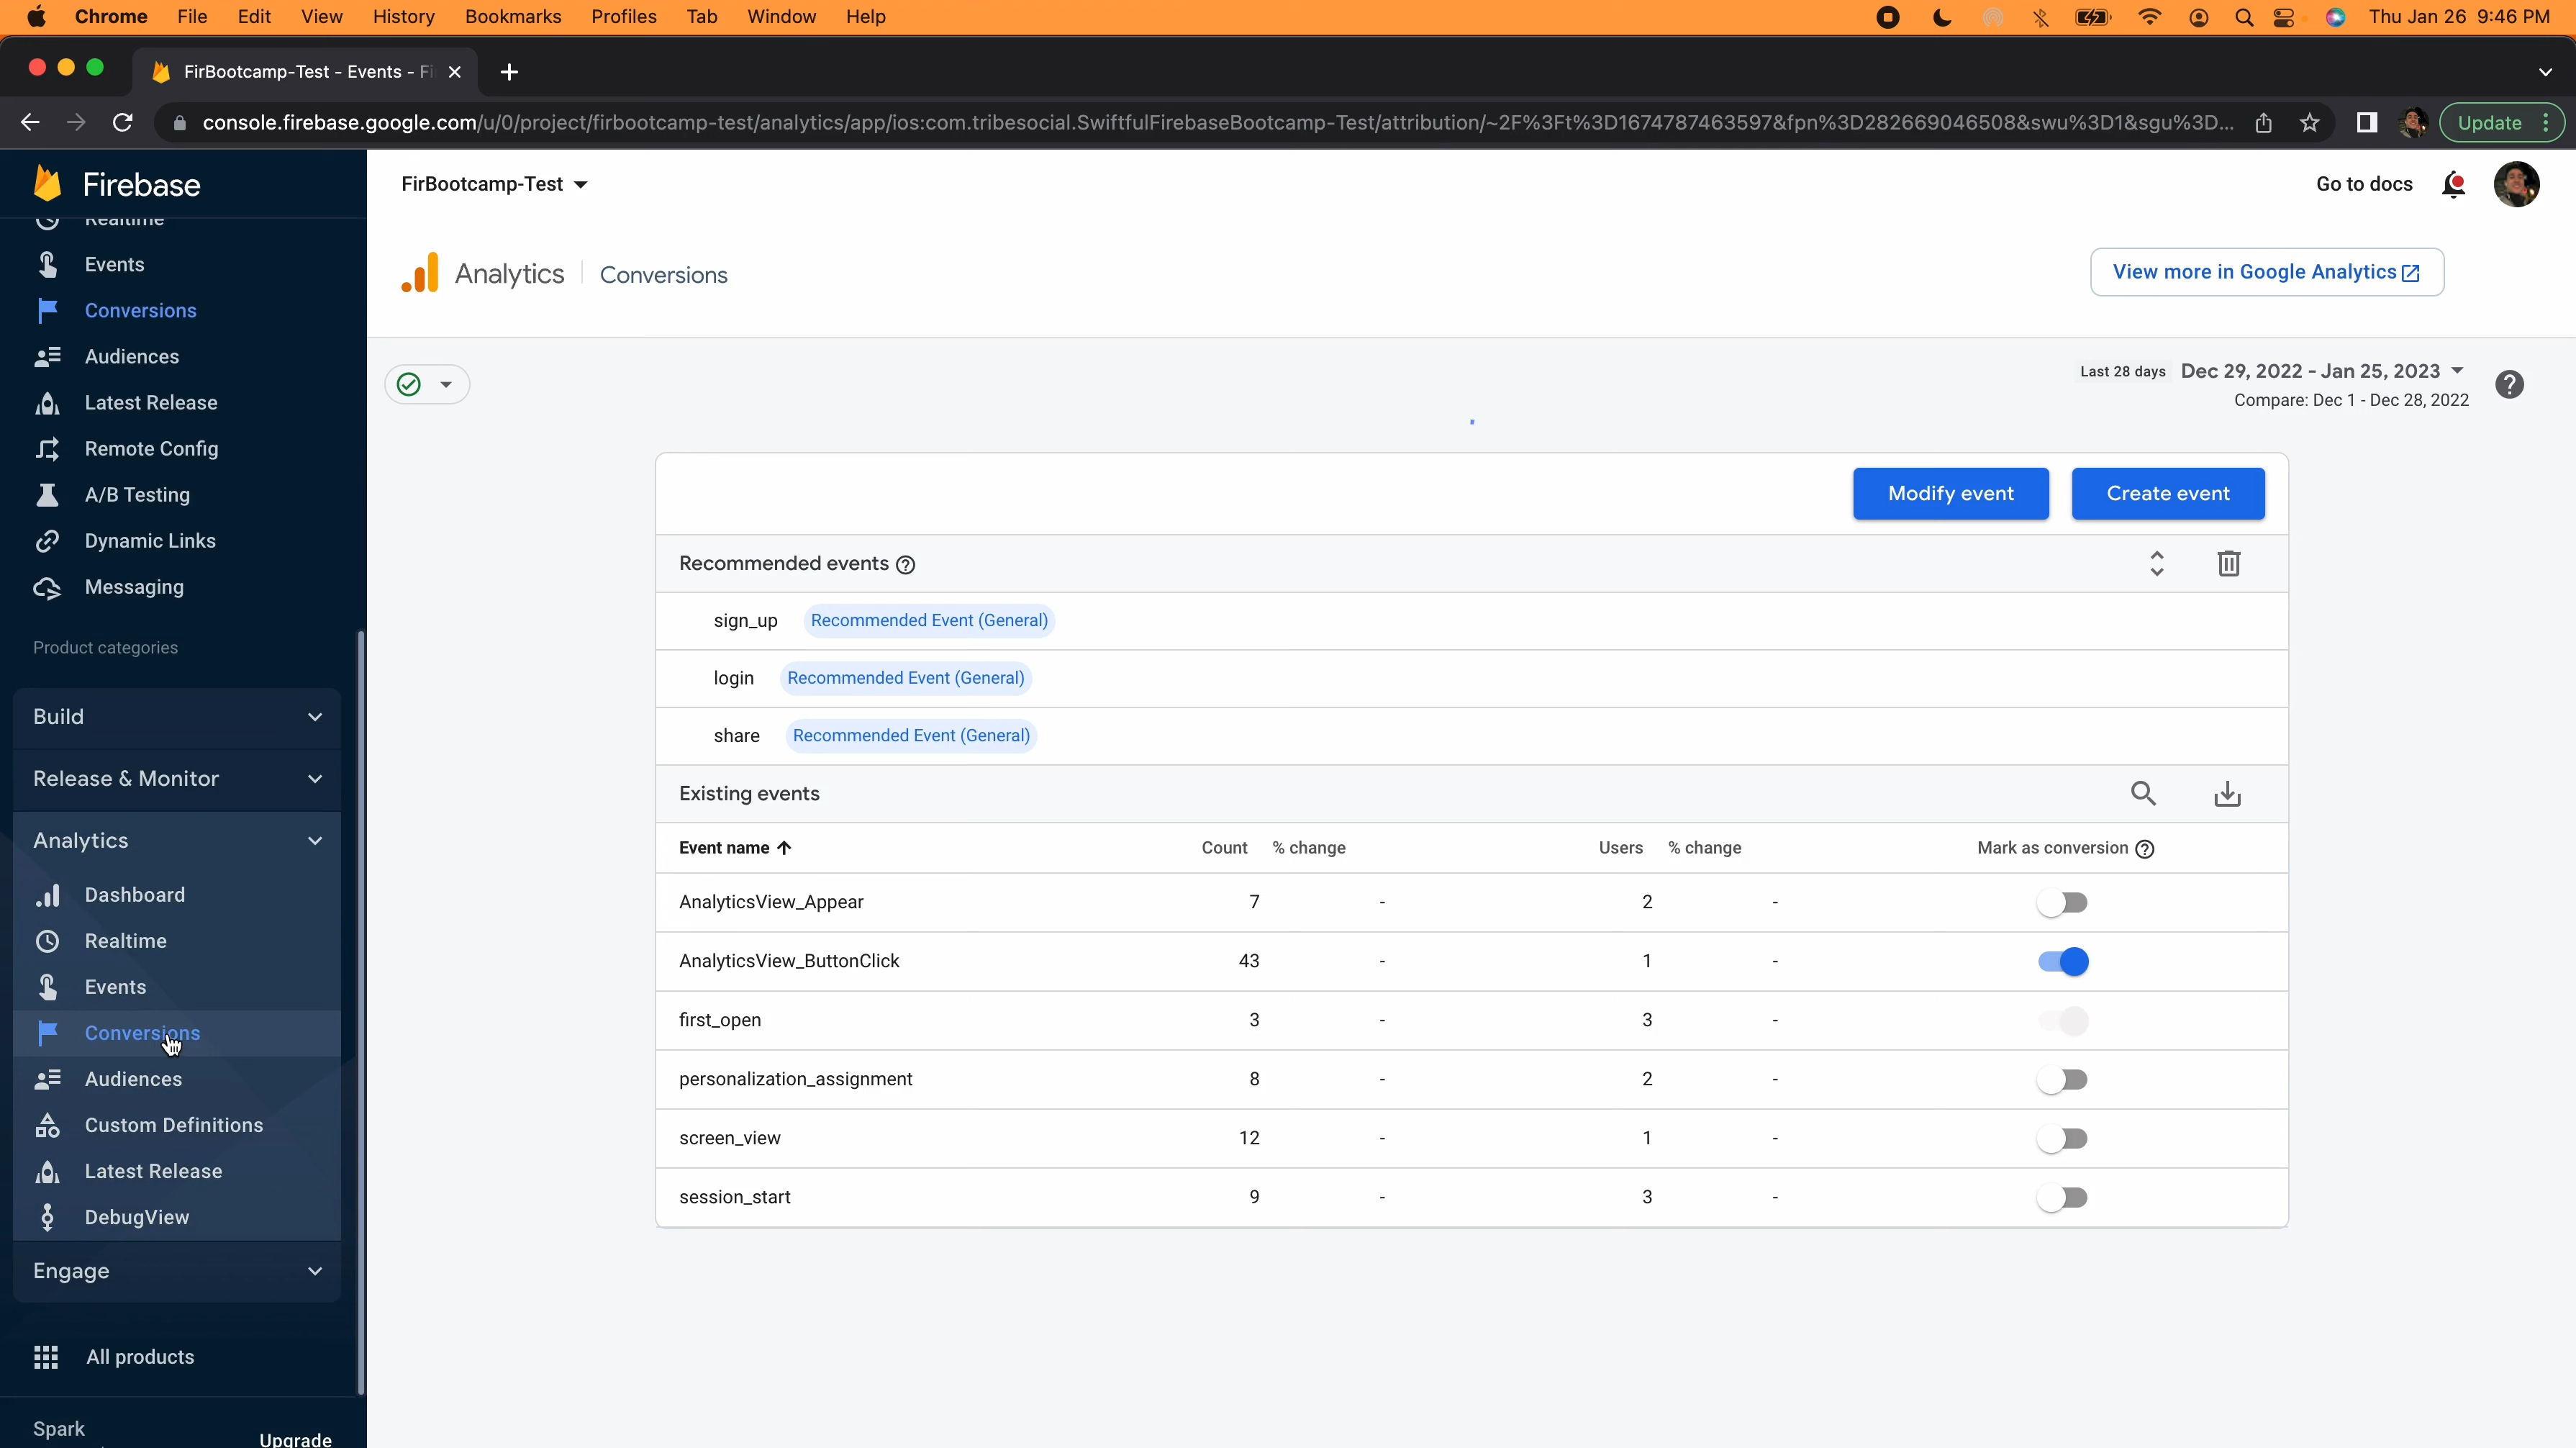 Chrome File Edit View History Bookmarks Profiles Tab Window Help Thu Jan 26 9:46 PM
FirBootcamp-Test - Events - Fi
console.firebase.google.com/u/0/project/firbootcamp-test/analytics/app/ios:com.tribesocial.SwiftfulFirebaseBootcamp-Test/attribution/~2F%3Ft%3D1674787463597&fpn%3D282669046508&swu%3D1&sgu%3D... Update
Firebase
Realtime
Events
Conversions
Audiences
Latest Release
Remote Config
A/B Testing
Dynamic Links
Messaging
Product categories
Build
Release & Monitor
Analytics
Dashboard
Realtime
Events
Conversions
Audiences
Custom Definitions
Latest Release
DebugView
Engage
All products
Spark
Upgrade
FirBootcamp-Test Go to docs
Analytics Conversions View more in Google Analytics
Last 28 days Dec 29, 2022 - Jan 25, 2023
Compare: Dec 1 - Dec 28, 2022
Modify event Create event
Recommended events
sign_up Recommended Event (General)
login Recommended Event (General)
share Recommended Event (General)
Existing events
Event name Count % change Users % change Mark as conversion
AnalyticsView_Appear 7 - 2 -
AnalyticsView_ButtonClick 43 - 1 -
first_open 3 - 3 -
personalization_assignment 8 - 2 -
screen_view 12 - 1 -
session_start 9 - 3 -